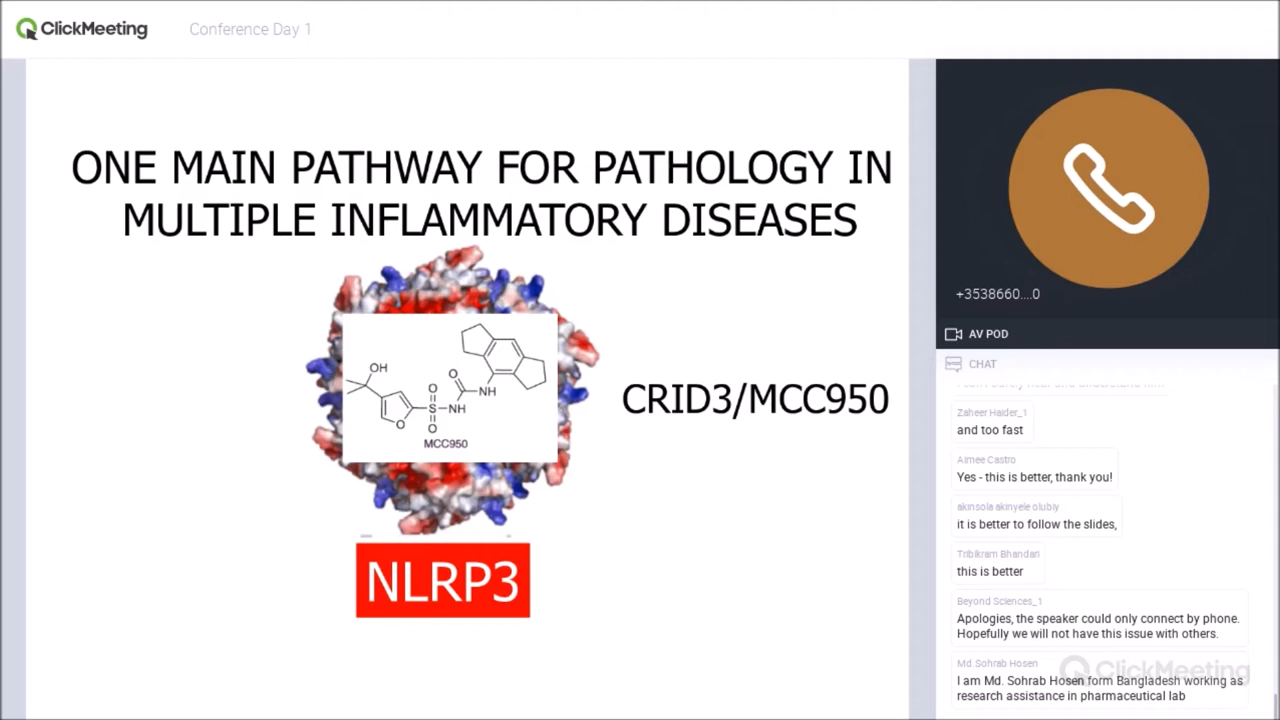 ClickMeeting
Conference Day 1
ONE MAIN PATHWAY FOR PATHOLOGY IN
MULTIPLE INFLAMMATORY DISEASES
OH
O
O
S
NH
NH
O
O
MCC950
CRID3/MCC950
NLRP3
+3538660....0
AV POD
CHAT
Zaheer Haider_1
and too fast
Aimee Castro
Yes - this is better, thank you!
akinsola akinyele olubiy
it is better to follow the slides,
Tribikram Bhandari
this is better
Beyond Sciences_1
Apologies, the speaker could only connect by phone.
Hopefully we will not have this issue with others.
Md.Sohrab Hosen
I am Md. Sohrab Hosen form Bangladesh working as
research assistance in pharmaceutical lab
ClickMeeting